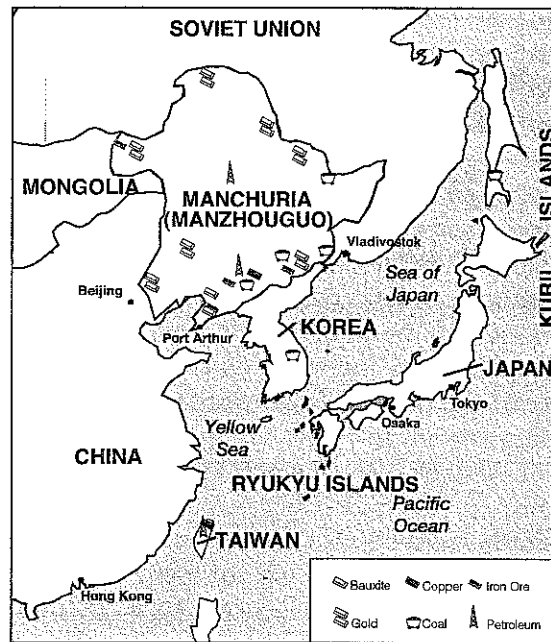 SOVIET UNION
MONGOLIA
MANCHURIA
(MANZHOUGUO)
KURIL ISLANDS
Vladivostok
Sea of
Japan
Beijing
Port Arthur
KOREA
JAPAN
Tokyo
Osaka
Yellow
Sea
CHINA
RYUKYU ISLANDS
Pacific
Ocean
TAIWAN
Hong Kong
Bauxite
Copper
Iron Ore
Gold
Coal
Petroleum